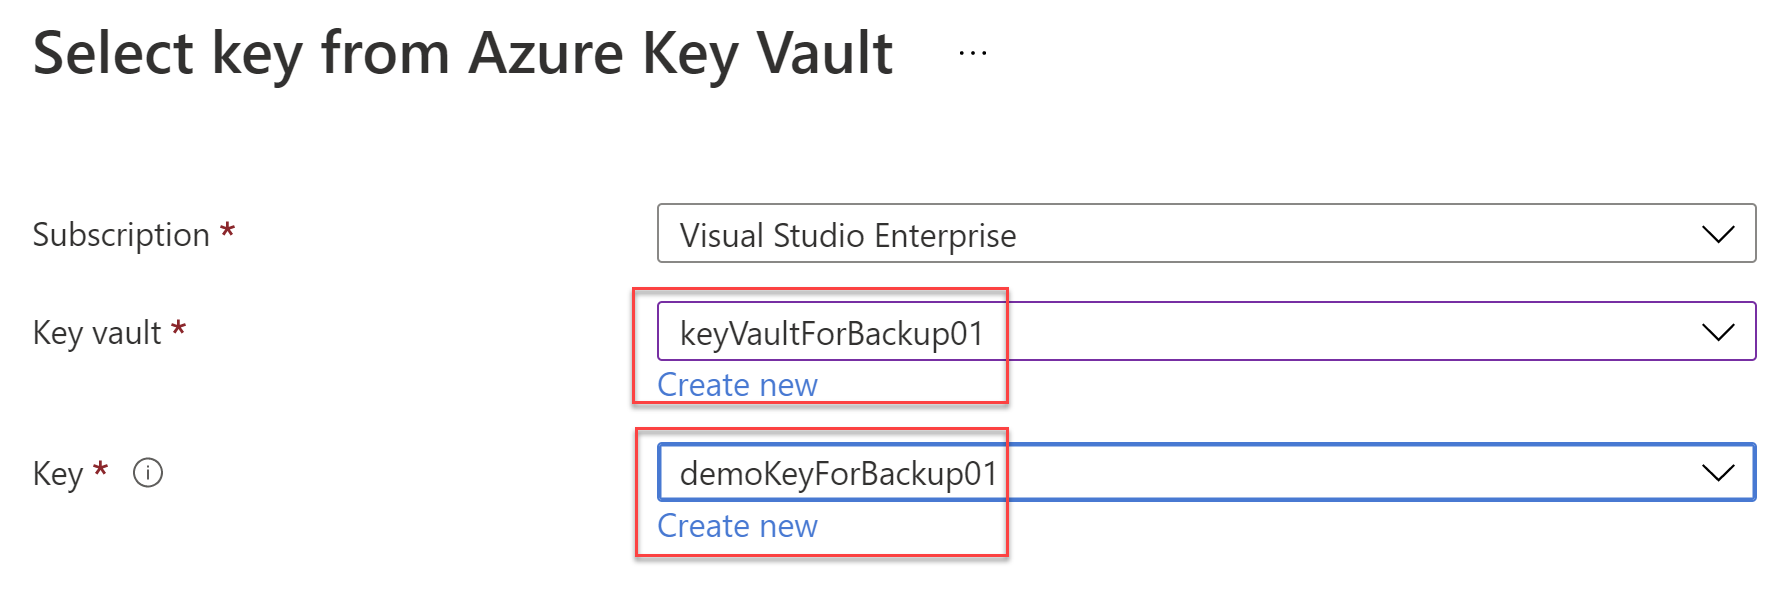 Select key from Azure Key Vault ...
Subscription *
Visual Studio Enterprise
Key vault *
keyVaultForBackup01
Create new
Key *
demoKeyForBackup01
Create new